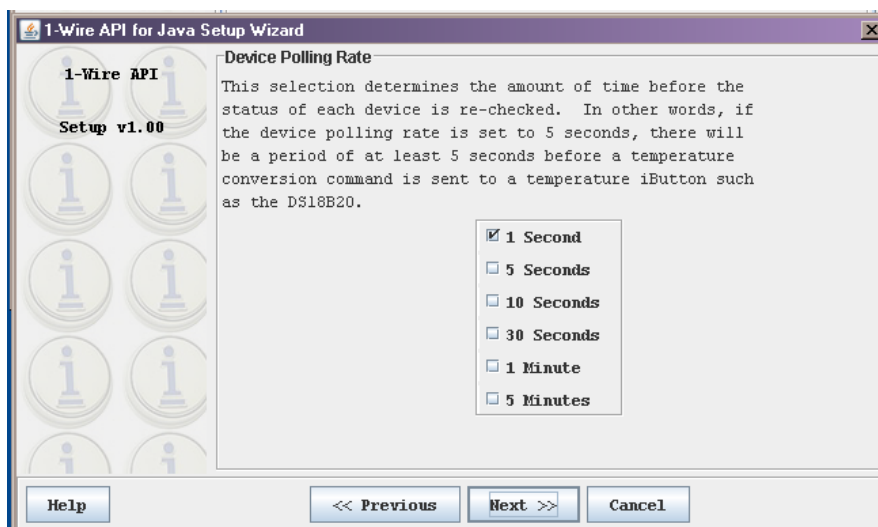 1-Wire API for Java Setup Wizard
1-Wire API
Setup v1.00
Device Polling Rate
This selection determines the amount of time before the
status of each device is re-checked.  In other words, if
the device polling rate is set to 5 seconds, there will
be a period of at least 5 seconds before a temperature
conversion command is sent to a temperature iButton such
as the DS18B20.
1 Second
5 Seconds
10 Seconds
30 Seconds
1 Minute
5 Minutes
Help
<< Previous
Next >>
Cancel